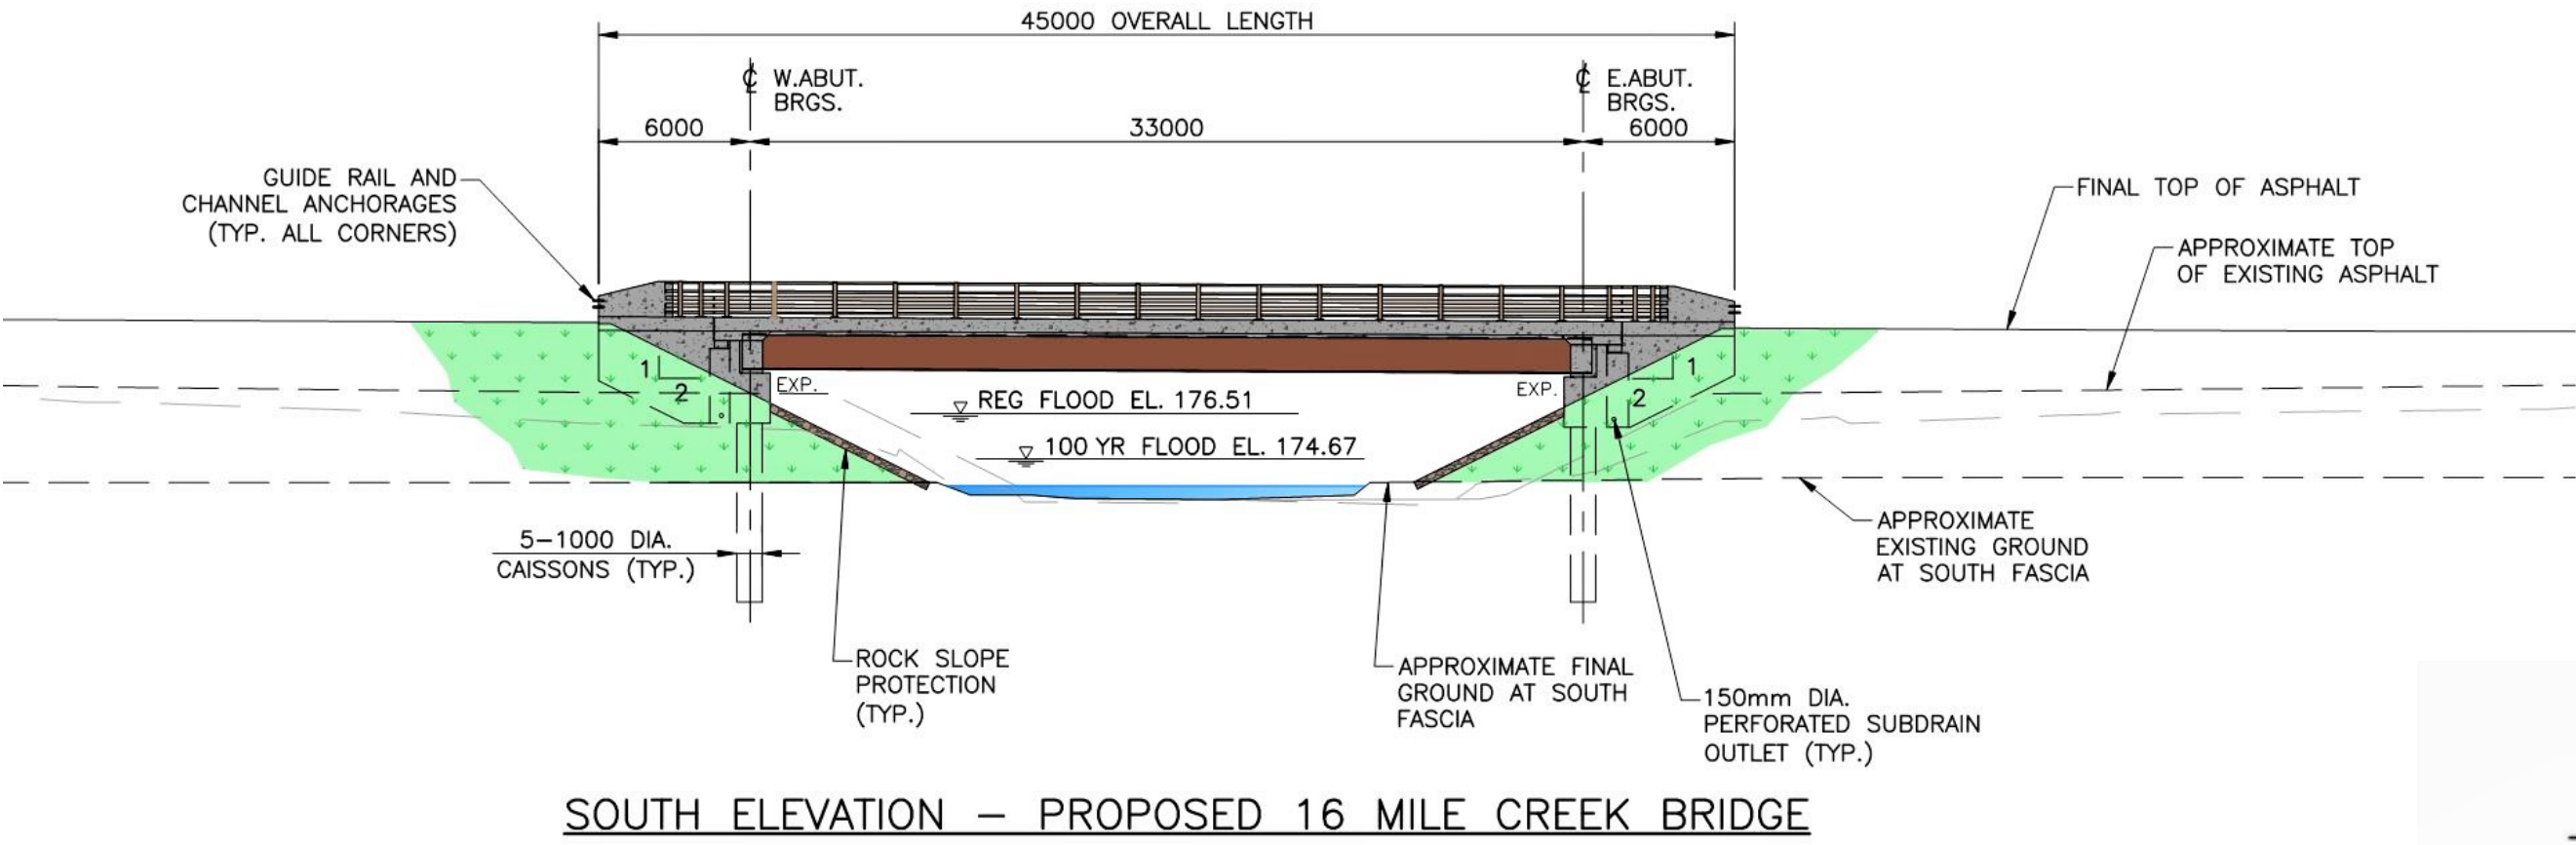 45000 OVERALL LENGTH
℄ W.ABUT.
BRGS.
℄ E.ABUT.
BRGS.
6000
33000
6000
GUIDE RAIL AND
CHANNEL ANCHORAGES
(TYP. ALL CORNERS)
FINAL TOP OF ASPHALT
APPROXIMATE TOP
OF EXISTING ASPHALT
1
2
EXP.
REG FLOOD EL. 176.51
100 YR FLOOD EL. 174.67
EXP.
1
2
5-1000 DIA.
CAISSONS (TYP.)
APPROXIMATE
EXISTING GROUND
AT SOUTH FASCIA
ROCK SLOPE
PROTECTION
(TYP.)
APPROXIMATE FINAL
GROUND AT SOUTH
FASCIA
150mm DIA.
PERFORATED SUBDRAIN
OUTLET (TYP.)
SOUTH ELEVATION – PROPOSED 16 MILE CREEK BRIDGE